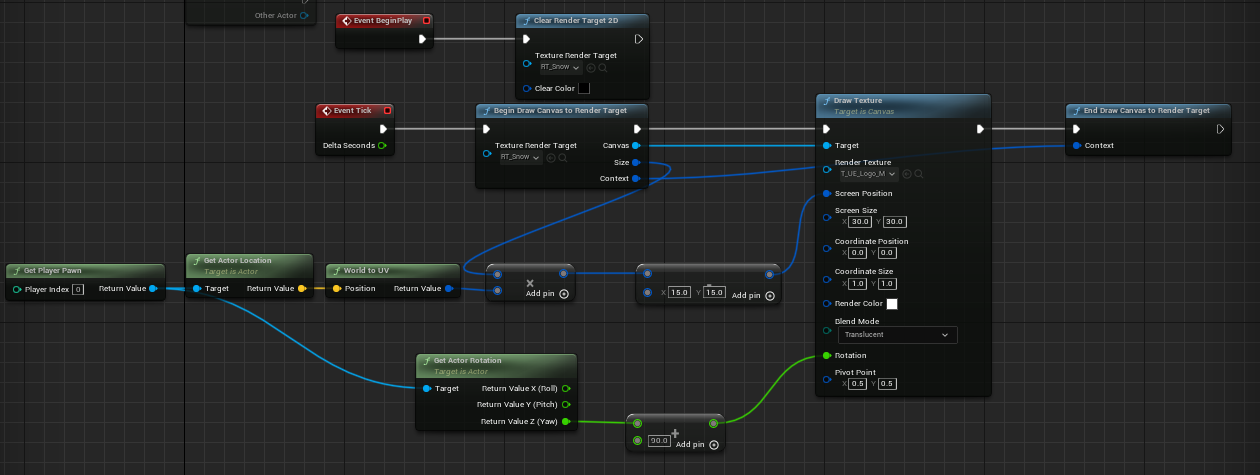 Other Actor
Event BeginPlay
Clear Render Target 2D
Texture Render Target
RT_Snow
Clear Color
Event Tick
Delta Seconds
Begin Draw Canvas to Render Target
Texture Render Target
RT_Snow
Canvas
Size
Context
Draw Texture
Target is Canvas
Target
Render Texture
T_UE_Logo_M
Screen Position
Screen Size
X 30.0 Y 30.0
Coordinate Position
X 0.0 Y 0.0
Coordinate Size
X 1.0 Y 1.0
Render Color
Blend Mode
Translucent
Rotation
Pivot Point
X 0.5 Y 0.5
End Draw Canvas to Render Target
Context
Get Player Pawn
Player Index 0 Return Value
Get Actor Location
Target is Actor
Target Return Value
World to UV
Position Return Value
×
Add pin
X 15.0 Y 15.0 Add pin
Get Actor Rotation
Target is Actor
Target
Return Value X (Roll)
Return Value Y (Pitch)
Return Value Z (Yaw)
+
90.0 Add pin